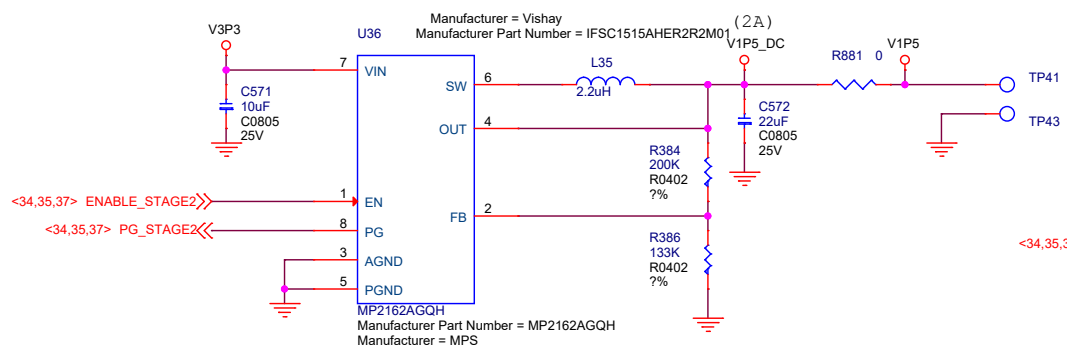 Manufacturer = Vishay
(2A)
V3P3
U36
Manufacturer Part Number = IFSC1515AHER2R2M01
V1P5_DC
R881 0
V1P5
7
VIN
L35
6
SW
2.2uH
TP41
C571
10uF
C0805
25V
C572
22uF
C0805
25V
4
OUT
TP43
R384
200K
R0402
?%
<34,35,37> ENABLE_STAGE2
1
EN
2
FB
<34,35,37> PG_STAGE2
8
PG
R386
133K
R0402
?%
<34,35,3
3
AGND
5
PGND
MP2162AGQH
Manufacturer Part Number = MP2162AGQH
Manufacturer = MPS